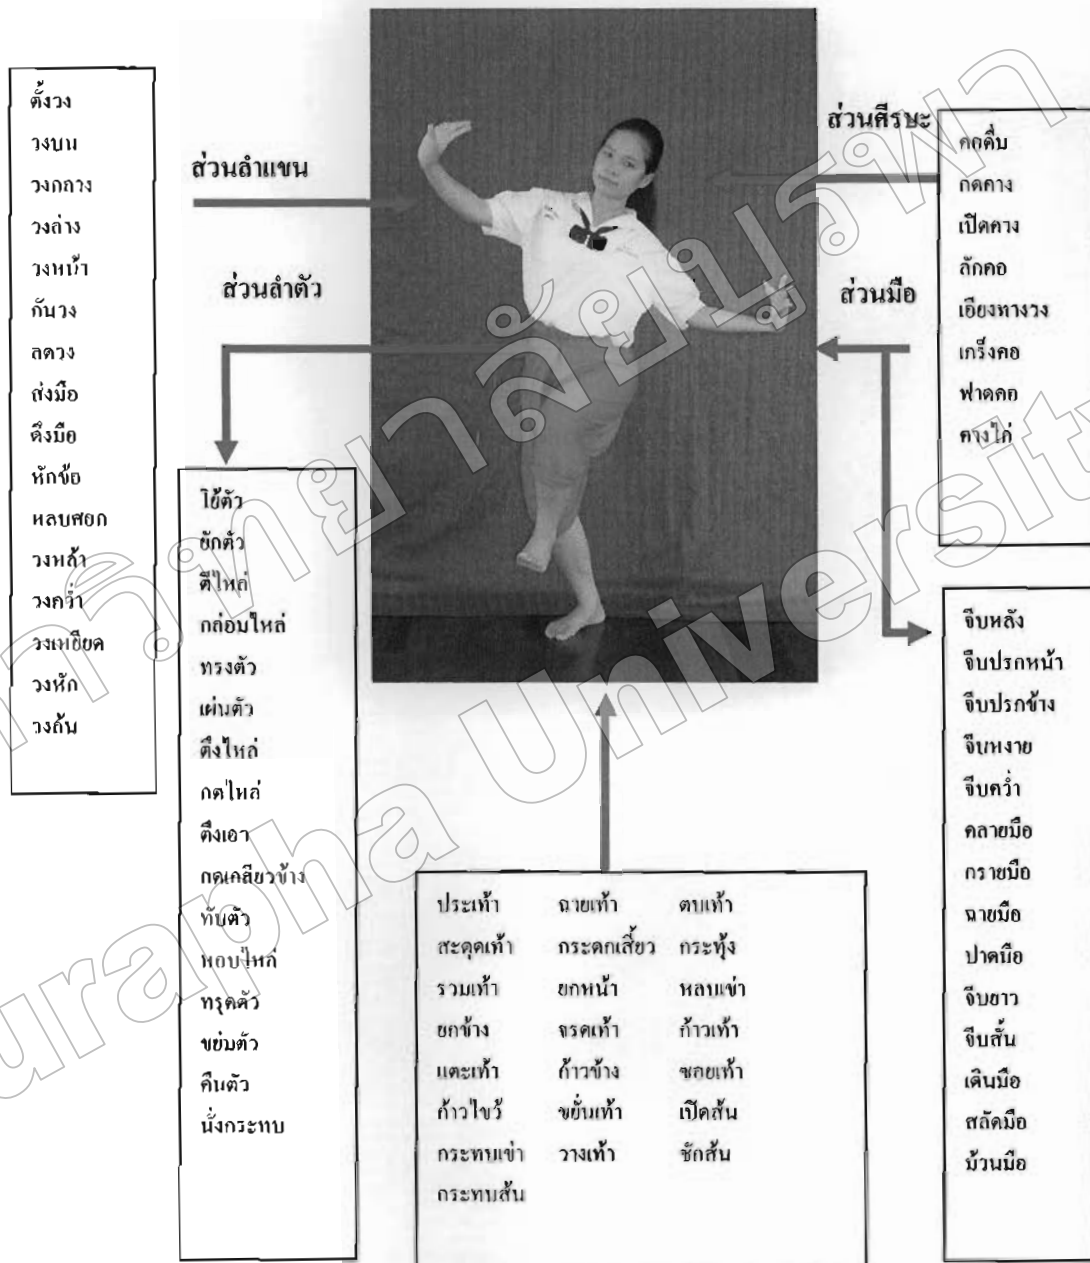 ส่วนลำแขน
ตั้งวง
วงบน
วงกลาง
วงล่าง
วงหน้า
กันวง
ลดวง
ส่งมือ
ดึงมือ
หักข้อ
หลบศอก
วงหล้า
วงคว่ำ
วงเหยียด
วงหัก
วงล้น
ส่วนลำตัว
โย้ตัว
ยักตัว
ตีไหล่
กล่อมไหล่
ทรงตัว
เผ่นตัว
ตึงไหล่
กดไหล่
ตึงเอว
กดเกลียวข้าง
ทับตัว
หอบไหล่
ทรุดตัว
ขย่มตัว
คืนตัว
นั่งกระทบ
ส่วนศีรษะ
กดคาง
เปิดคาง
ลักคอ
เอียงทางวง
เกร็งคอ
ฟาดคอ
คางไก่
ส่วนมือ
จีบหลัง
จีบปรกหน้า
จีบปรกข้าง
จีบหงาย
จีบคว่ำ
คลายมือ
กรายมือ
ฉายมือ
ปาดมือ
จีบยาว
จีบสั้น
เดินมือ
สลัดมือ
ม้วนมือ
ประเท้า ฉายเท้า ตบเท้า
สะดุดเท้า กระดกเสี้ยว กระทุ้ง
รวมเท้า ยกหน้า หลบเข่า
ยกข้าง จรดเท้า ก้าวเท้า
แตะเท้า ก้าวข้าง ซอยเท้า
ก้าวไขว้ ขยั่นเท้า เปิดส้น
กระทบเข่า วางเท้า ชักส้น
กระทบส้น
มหาวิทยาลัยบูรพา
Burapha University